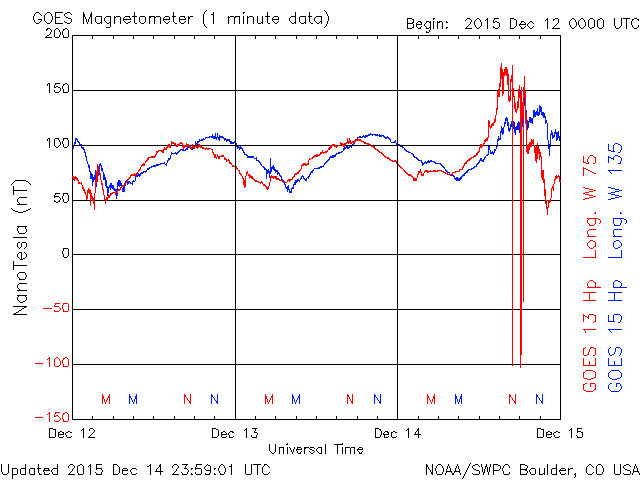 GOES Magnetometer (1 minute data)
Begin: 2015 Dec 12 0000 UTC
200
150
100
50
0
-50
-100
-150
NanoTesla (nT)
M M N N M M N N M M N N
Dec 12 Dec 13 Dec 14 Dec 15
Universal Time
GOES 13 Hp Long. W 75
GOES 15 Hp Long. W 135
Updated 2015 Dec 14 23:59:01 UTC
NOAA/SWPC Boulder, CO USA